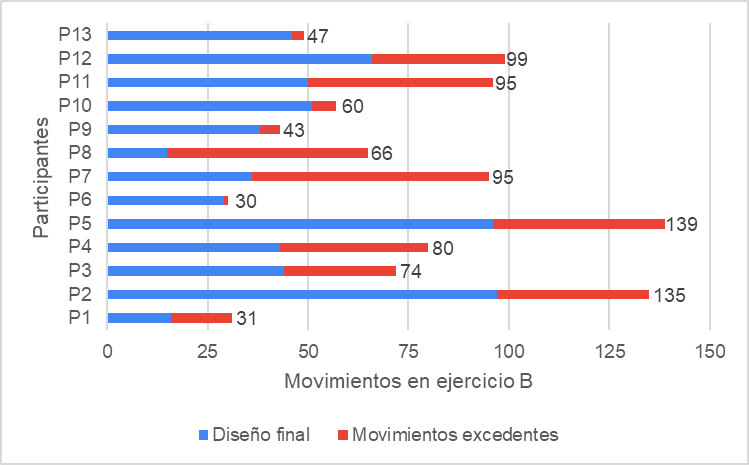 P13 47
P12 99
P11 95
P10 60
P9 43
P8 66
P7 95
P6 30
P5 139
P4 80
P3 74
P2 135
P1 31
Participantes
0 25 50 75 100 125 150
Movimientos en ejercicio B
Diseño final Movimientos excedentes